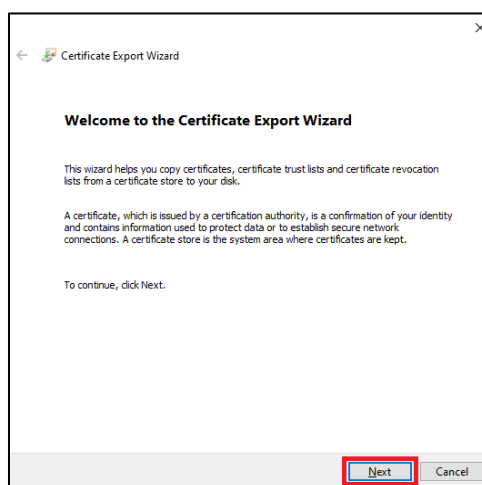 Certificate Export Wizard
Welcome to the Certificate Export Wizard
This wizard helps you copy certificates, certificate trust lists and certificate revocation
lists from a certificate store to your disk.
A certificate, which is issued by a certification authority, is a confirmation of your identity
and contains information used to protect data or to establish secure network
connections. A certificate store is the system area where certificates are kept.
To continue, click Next.
Next Cancel